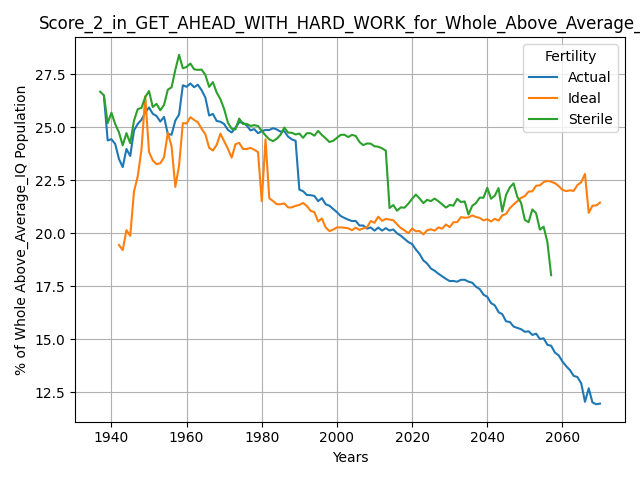 Score_2_in_GET_AHEAD_WITH_HARD_WORK_for_Whole_Above_Average_
% of Whole Above_Average_IQ Population
27.5
25.0
22.5
20.0
17.5
15.0
12.5
1940
1960
1980
2000
2020
2040
2060
Years
Fertility
Actual
Ideal
Sterile